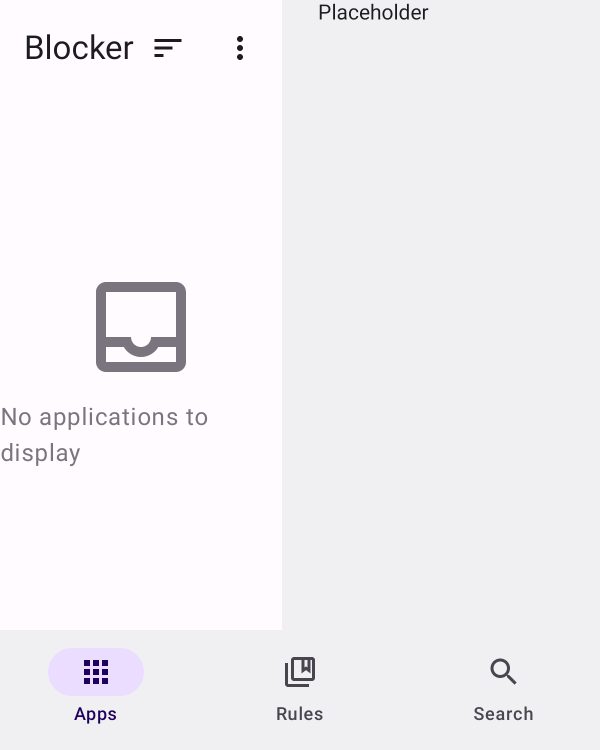 Blocker
Placeholder
No applications to
display
Apps
Rules
Search